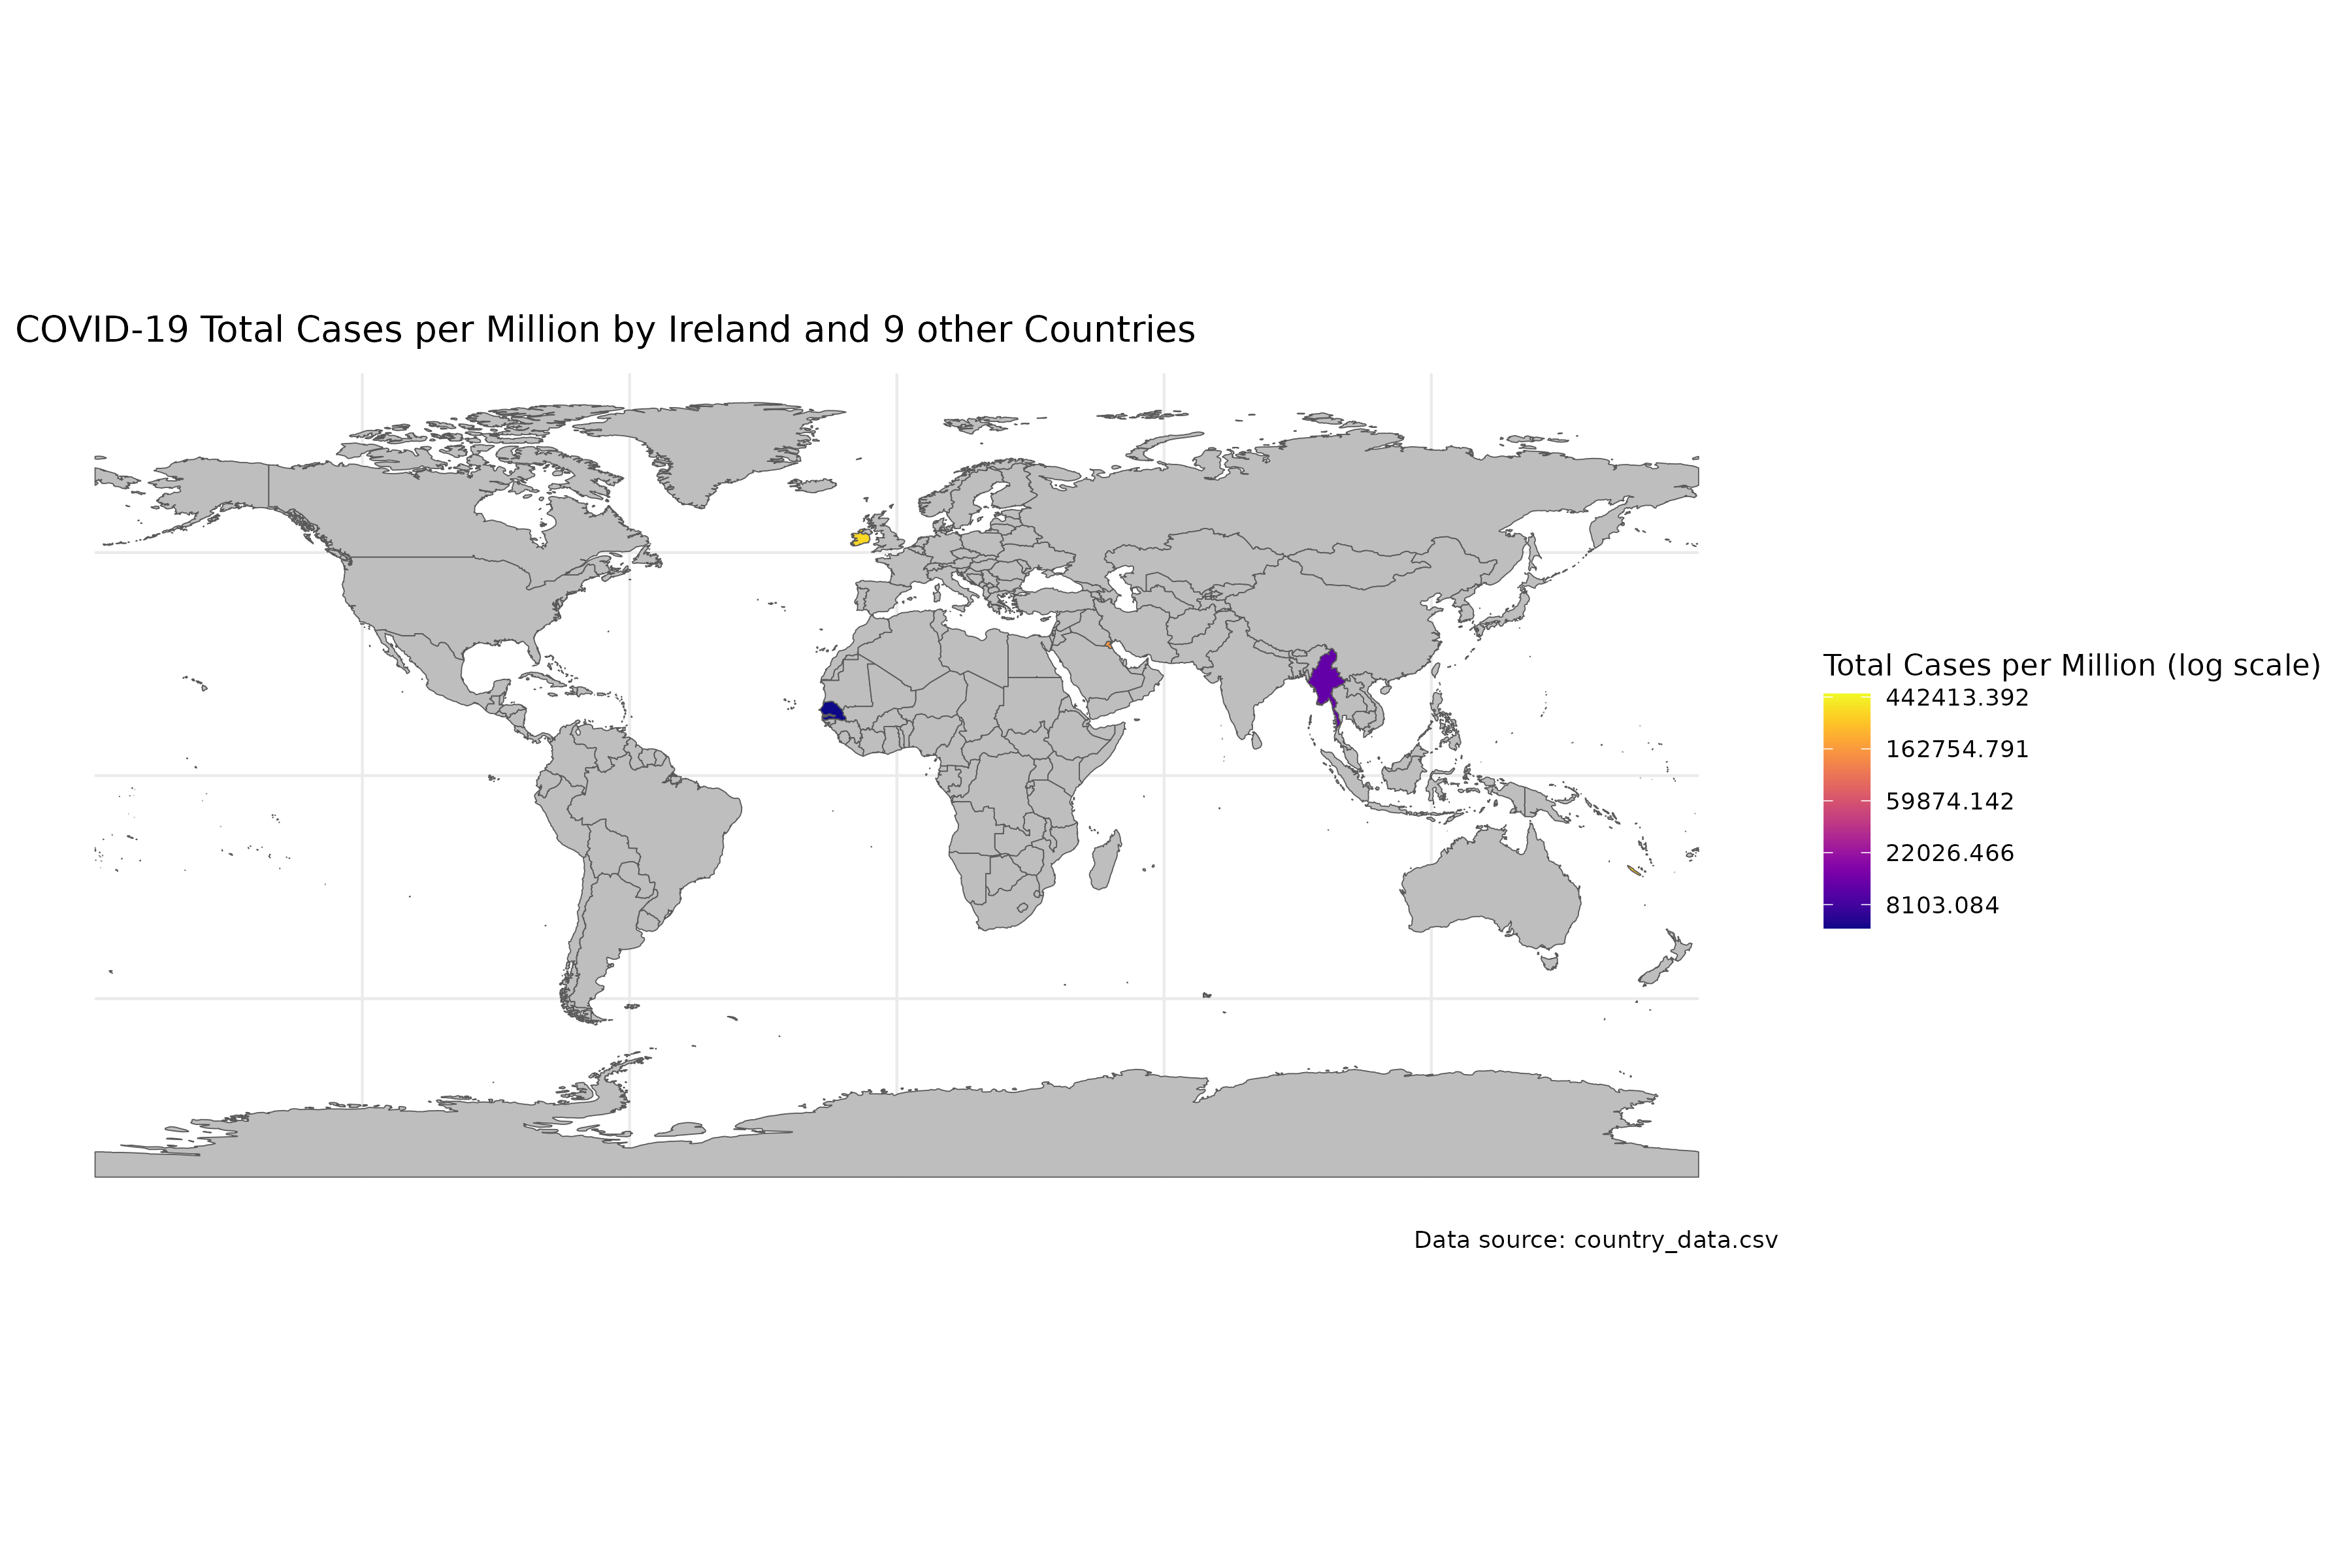 COVID-19 Total Cases per Million by Ireland and 9 other Countries
Total Cases per Million (log scale)
442413.392
162754.791
59874.142
22026.466
8103.084
Data source: country_data.csv